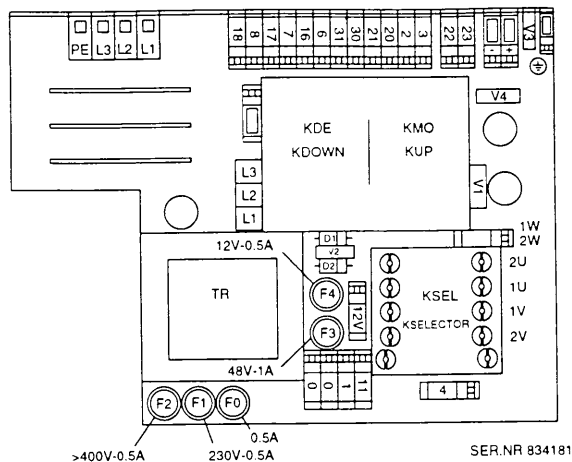 PE L3 L2 L1
18 8 17 7 16 6 31 30 21 20 2 3 22 23 - + V3
V4
KDE KMO
KDOWN KUP
L3
L2
L1
V1
1W
2W
12V-0.5A
D1
V2
D2
TR
F4
F3
12V
KSEL
KSELECTOR
2U
1U
1V
2V
48V-1A
0 0 1 11
4
F2 F1 F0
0.5A
>400V-0.5A 230V-0.5A
SER.NR 834181